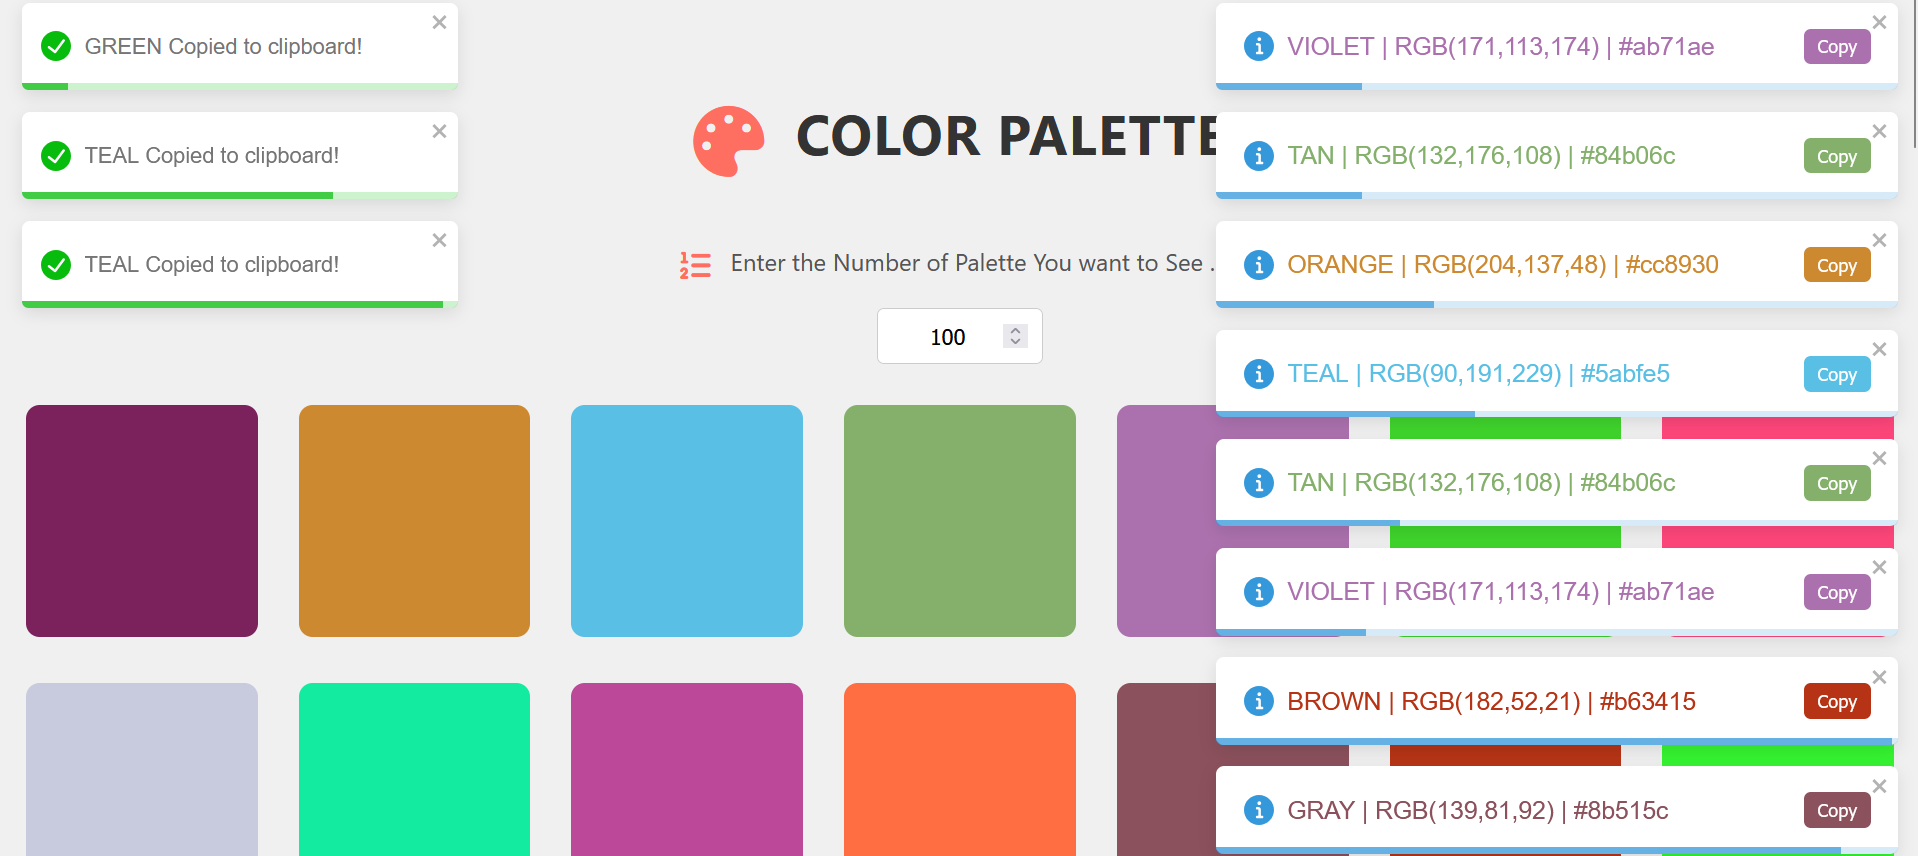 GREEN Copied to clipboard!
TEAL Copied to clipboard!
TEAL Copied to clipboard!
COLOR PALETTE
1
2
Enter the Number of Palette You want to See .
100
VIOLET | RGB(171,113,174) | #ab71ae
Copy
TAN | RGB(132,176,108) | #84b06c
Copy
ORANGE | RGB(204,137,48) | #cc8930
Copy
TEAL | RGB(90,191,229) | #5abfe5
Copy
TAN | RGB(132,176,108) | #84b06c
Copy
VIOLET | RGB(171,113,174) | #ab71ae
Copy
BROWN | RGB(182,52,21) | #b63415
Copy
GRAY | RGB(139,81,92) | #8b515c
Copy